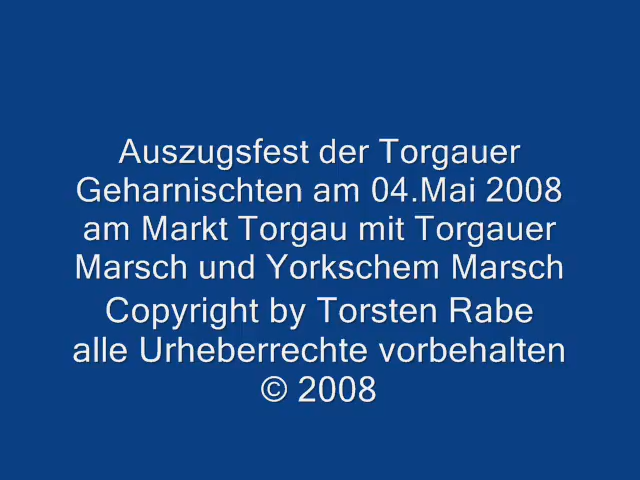 Auszugsfest der Torgauer
Geharnischten am 04.Mai 2008
am Markt Torgau mit Torgauer
Marsch und Yorkschem Marsch
Copyright by Torsten Rabe
alle Urheberrechte vorbehalten
© 2008